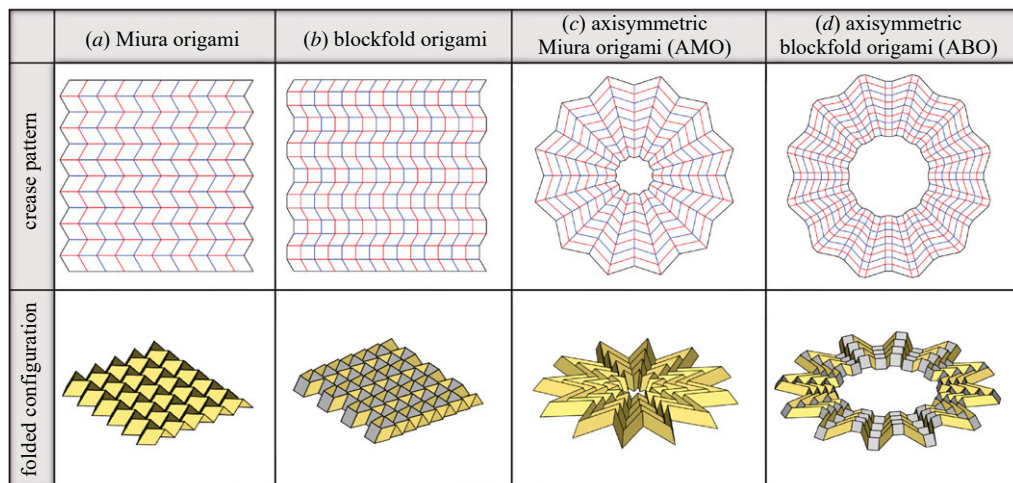 (a) Miura origami
(b) blockfold origami
(c) axisymmetric
Miura origami (AMO)
(d) axisymmetric
blockfold origami (ABO)
crease pattern
folded configuration